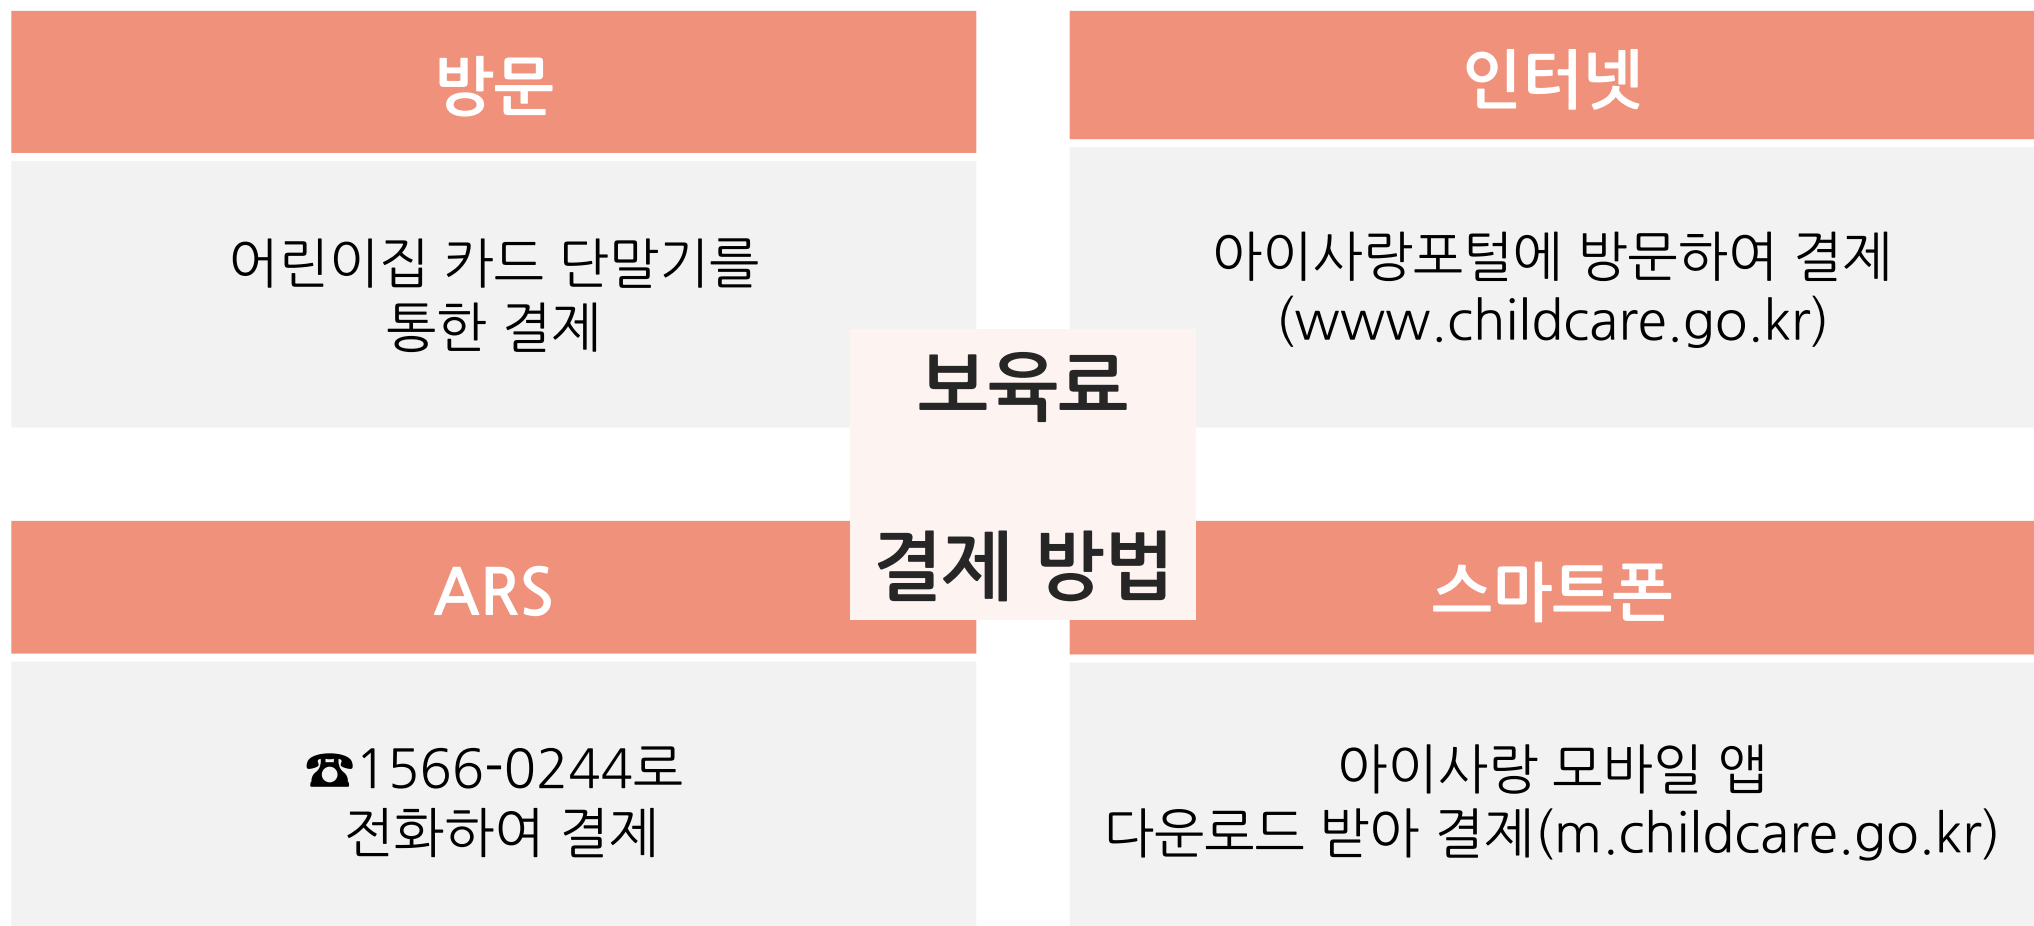 방문
어린이집 카드 단말기를
통한 결제
인터넷
아이사랑포털에 방문하여 결제
(www.childcare.go.kr)
보육료
결제 방법
ARS
☎1566-0244로
전화하여 결제
스마트폰
아이사랑 모바일 앱
다운로드 받아 결제(m.childcare.go.kr)